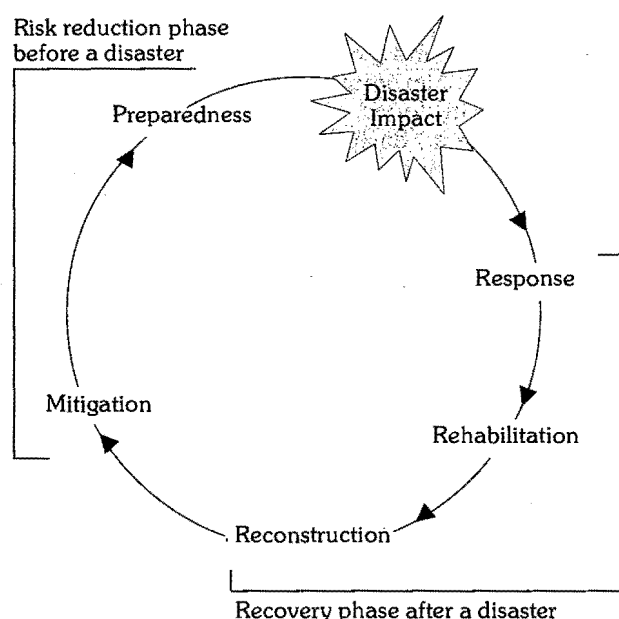 Risk reduction phase
before a disaster
Disaster
Impact
Preparedness
Response
Mitigation
Rehabilitation
Reconstruction
Recovery phase after a disaster